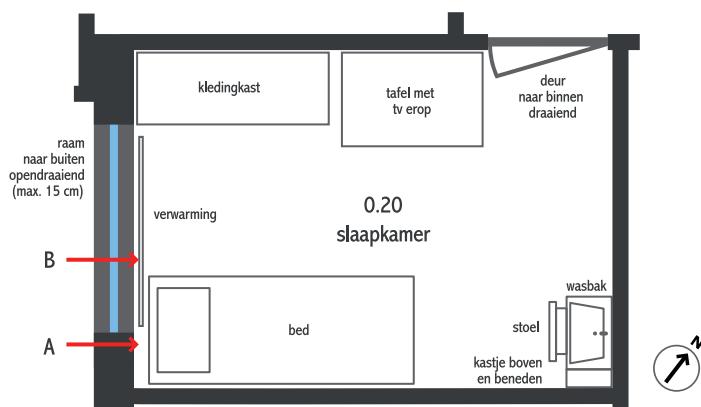 kledingkast
tafel met
tv erop
deur
naar binnen
draaiend
raam
naar buiten
opendraaiend
(max. 15 cm)
verwarming
0.20
slaapkamer
B
A
bed
wasbak
stoel
kastje boven
en beneden
N